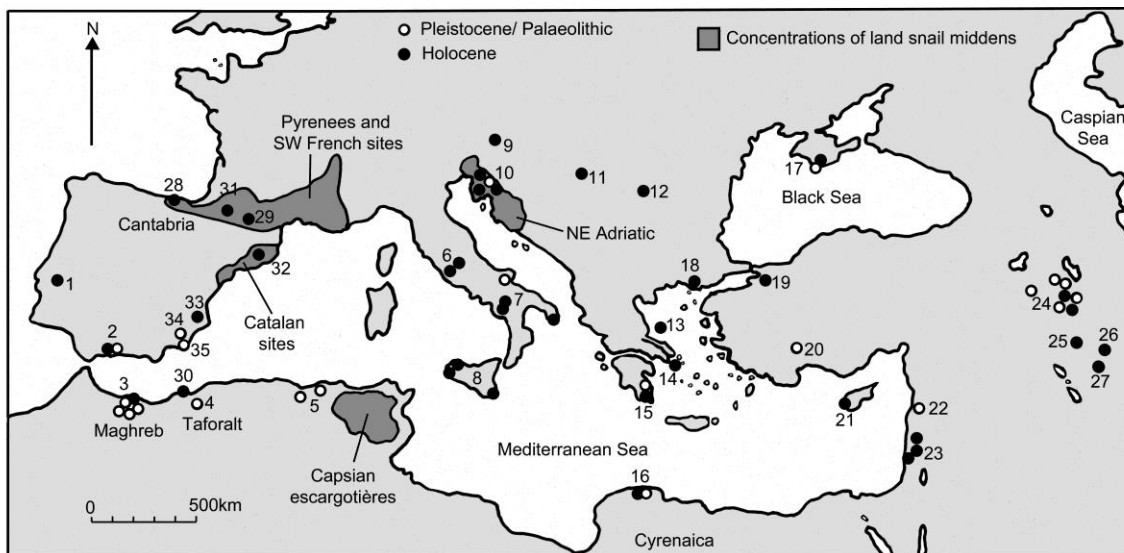 N
Pleistocene/ Palaeolithic
Holocene
Concentrations of land snail middens
Caspian
Sea
Pyrenees and
SW French sites
9
10
11
12
17
Black Sea
28
31
29
Cantabria
NE Adriatic
1
32
6
18
19
24
33
7
13
34
Catalan
sites
25
26
2
35
20
27
30
8
14
3
4
5
15
21
22
Maghreb
Taforalt
23
Mediterranean Sea
Capsian
escargotières
16
0
500km
Cyrenaica